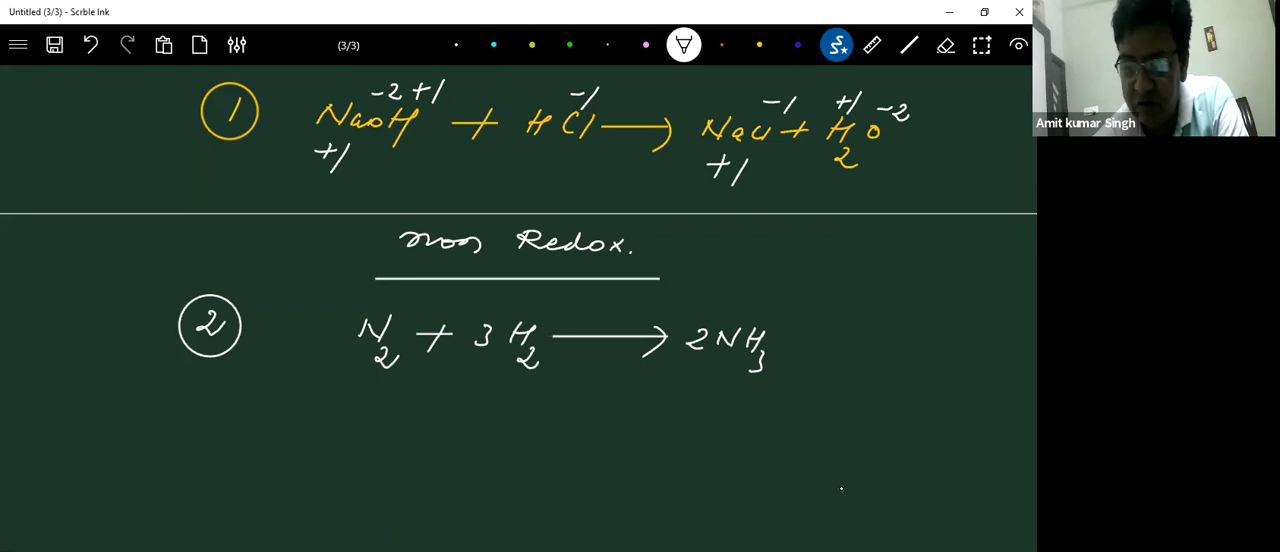 Untitled (3/3) - Scrble Ink
(3/3)
Amit kumar Singh
-2 +1 -1 -1 +1 -2
1 NaOH + HCl → NaCl + H2O
+1 +1
non Redox.
2 N2 + 3H2 → 2NH3